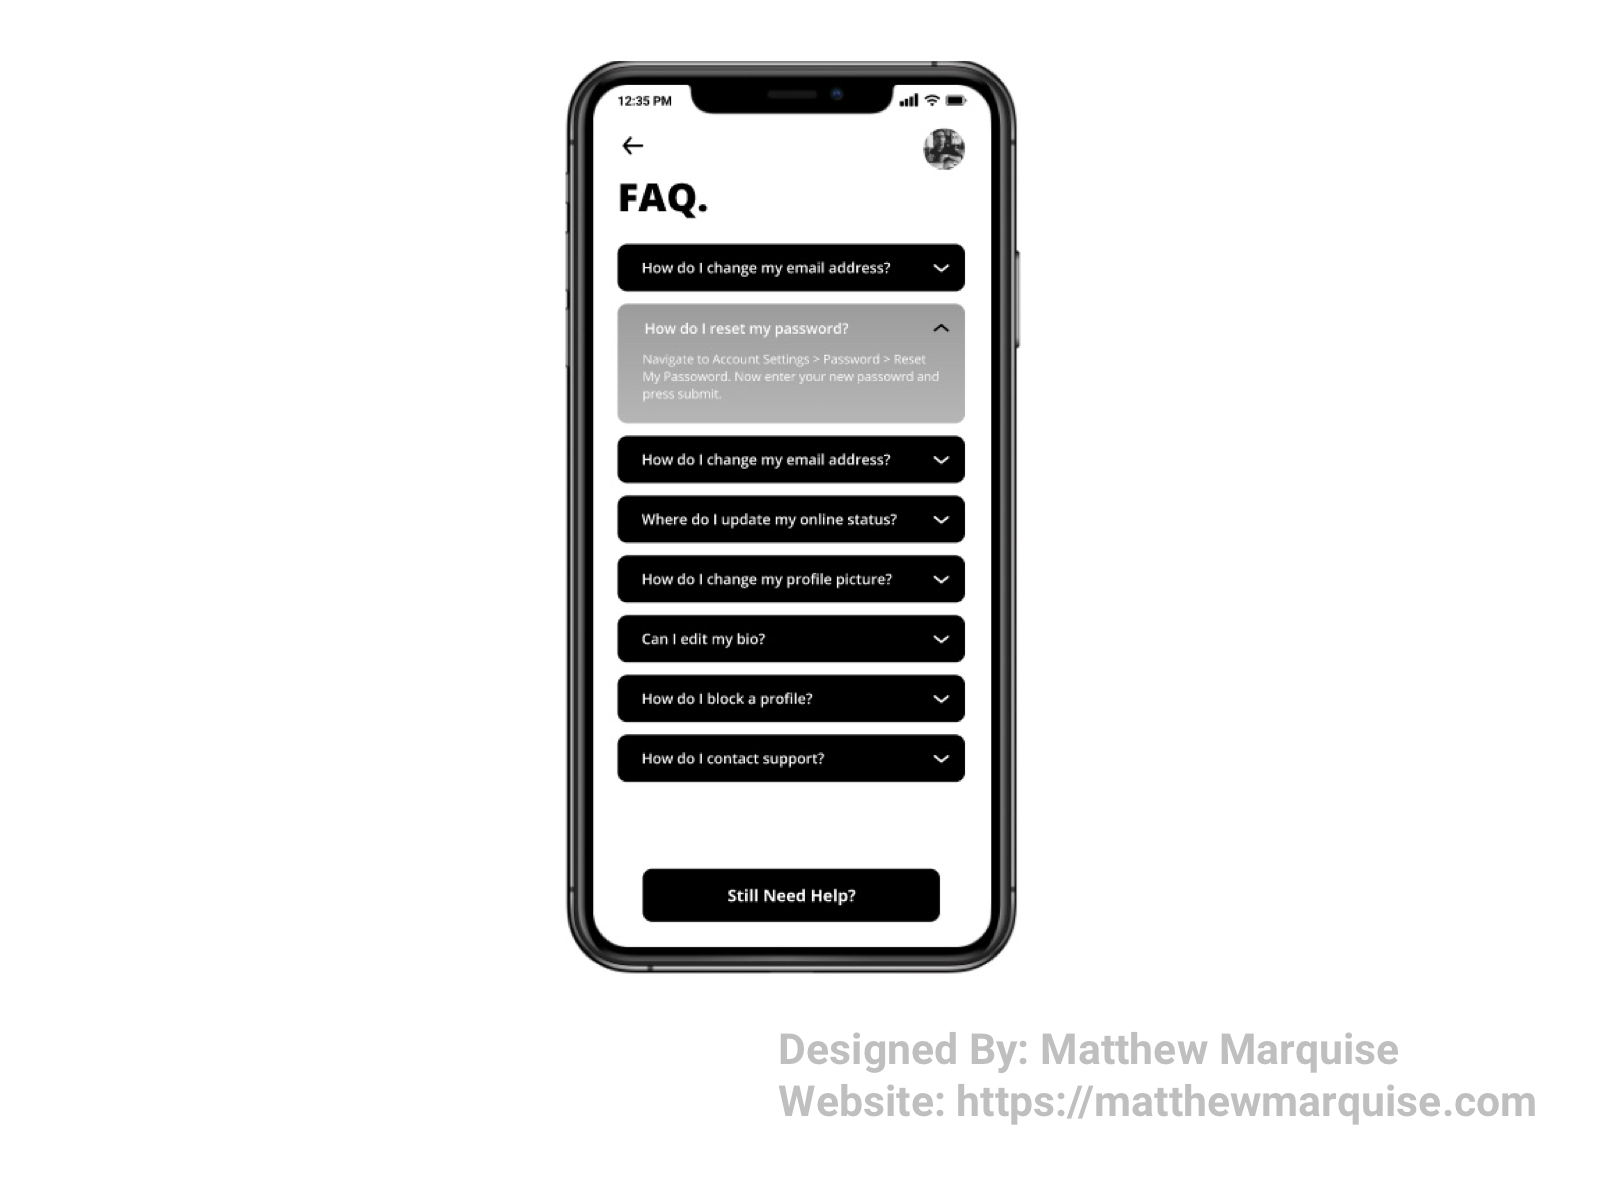 12:35 PM
FAQ.
How do I change my email address?
How do I reset my password?
Navigate to Account Settings > Password > Reset
My Passoword. Now enter your new passowrd and
press submit.
How do I change my email address?
Where do I update my online status?
How do I change my profile picture?
Can I edit my bio?
How do I block a profile?
How do I contact support?
Still Need Help?
Designed By: Matthew Marquise
Website: https://matthewmarquise.com